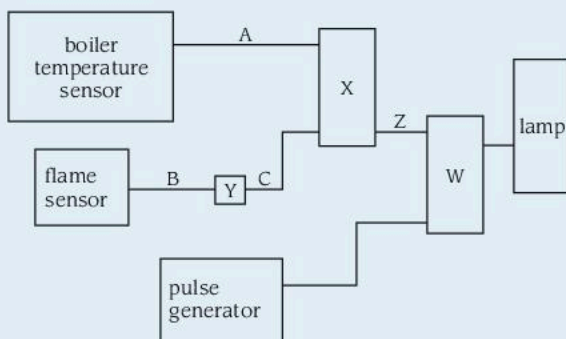 boiler
temperature
sensor
A
X
Z
lamp
flame
sensor
B
Y
C
W
pulse
generator